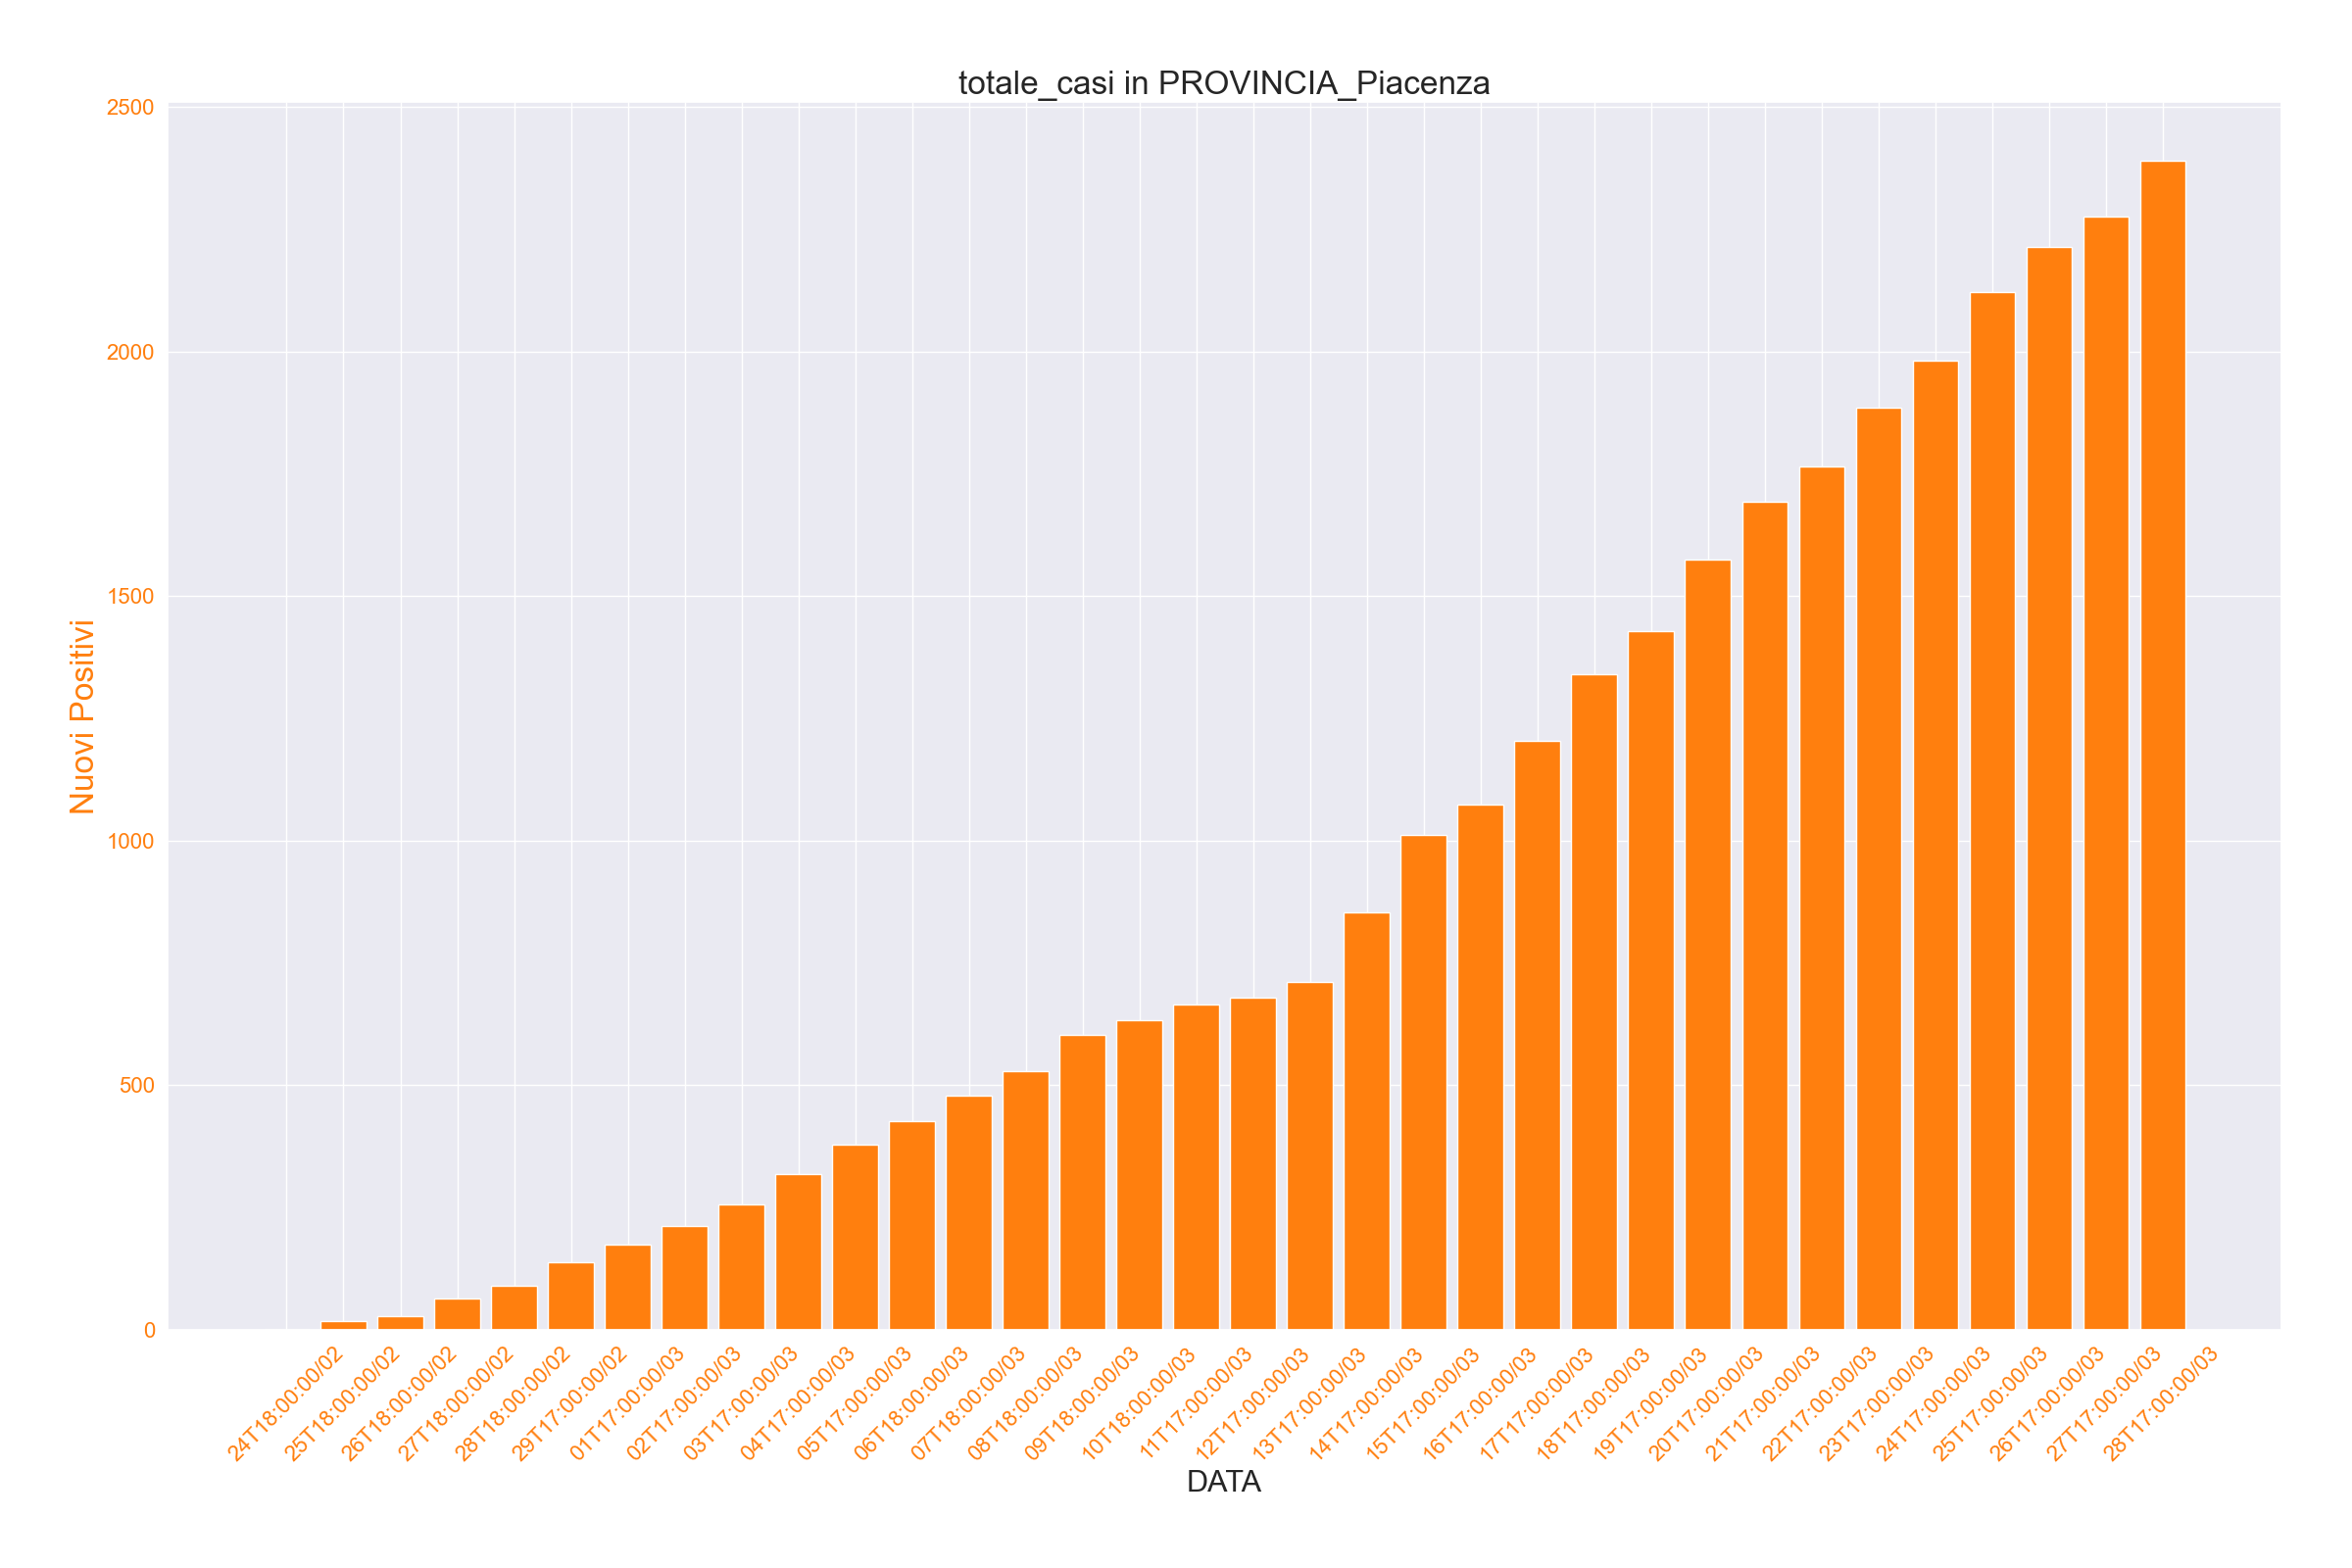 totale_casi in PROVINCIA_Piacenza
2500
2000
1500
1000
500
0
Nuovi Positivi
24T18:00:00/02
25T18:00:00/02
26T18:00:00/02
27T18:00:00/02
28T18:00:00/02
29T17:00:00/02
01T17:00:00/03
02T17:00:00/03
03T17:00:00/03
04T17:00:00/03
05T17:00:00/03
06T18:00:00/03
07T18:00:00/03
08T18:00:00/03
09T18:00:00/03
10T18:00:00/03
11T17:00:00/03
12T17:00:00/03
13T17:00:00/03
14T17:00:00/03
15T17:00:00/03
16T17:00:00/03
17T17:00:00/03
18T17:00:00/03
19T17:00:00/03
20T17:00:00/03
21T17:00:00/03
22T17:00:00/03
23T17:00:00/03
24T17:00:00/03
25T17:00:00/03
26T17:00:00/03
27T17:00:00/03
28T17:00:00/03
DATA